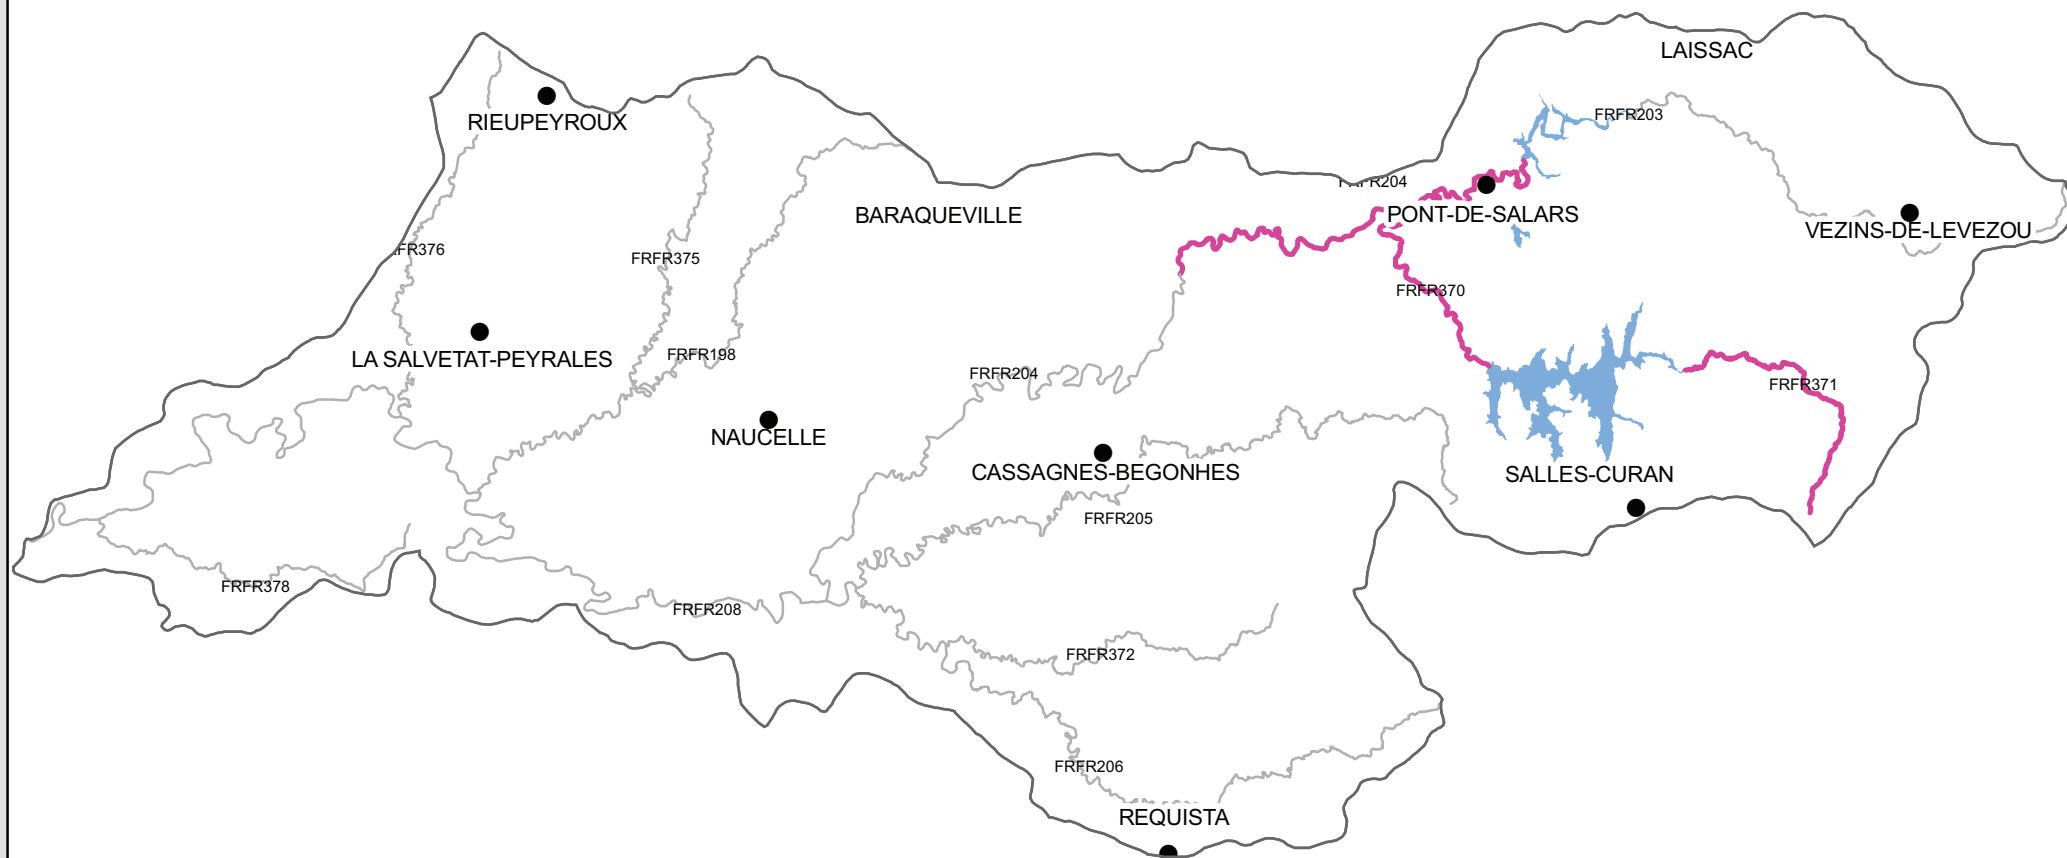 LAISSAC
RIEUPEYROUX
FRFR203
FRFR204
BARAQUEVILLE
PONT-DE-SALARS
VEZINS-DE-LEVEZOU
FR376
FRFR375
FRFR370
LA SALVETAT-PEYRALES
FRFR198
FRFR204
FRFR371
NAUCELLE
CASSAGNES-BEGONHES
SALLES-CURAN
FRFR205
FRFR378
FRFR208
FRFR372
FRFR206
REQUISTA